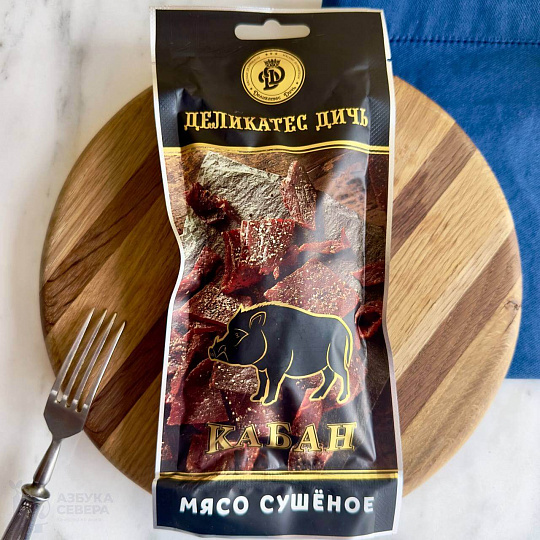 ДЕЛИКАТЕС ДИЧЬ
КАБАН
МЯСО СУШЁНОЕ
АЗБУКА
СЕВЕРА